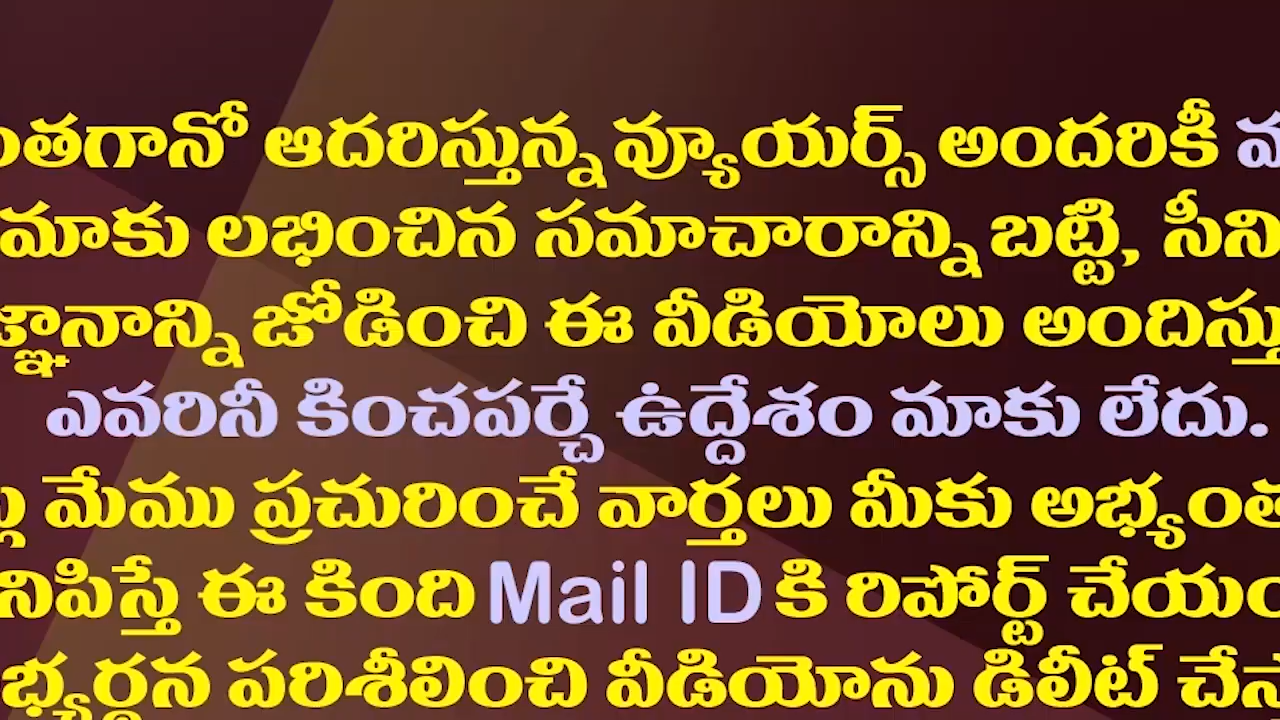 ఆదరిస్తున్న వ్యూయర్స్ అందరికీ
మాకు లభించిన సమాచారాన్ని బట్టి,
జోడించి ఈ వీడియోలు
ఎవరినీ కించపర్చే ఉద్దేశం మాకు లేదు.
మేము ప్రచురించే వార్తలు మీకు
ఈ కింది Mail ID కి రిపోర్ట్
పరిశీలించి వీడియోను డిలీట్